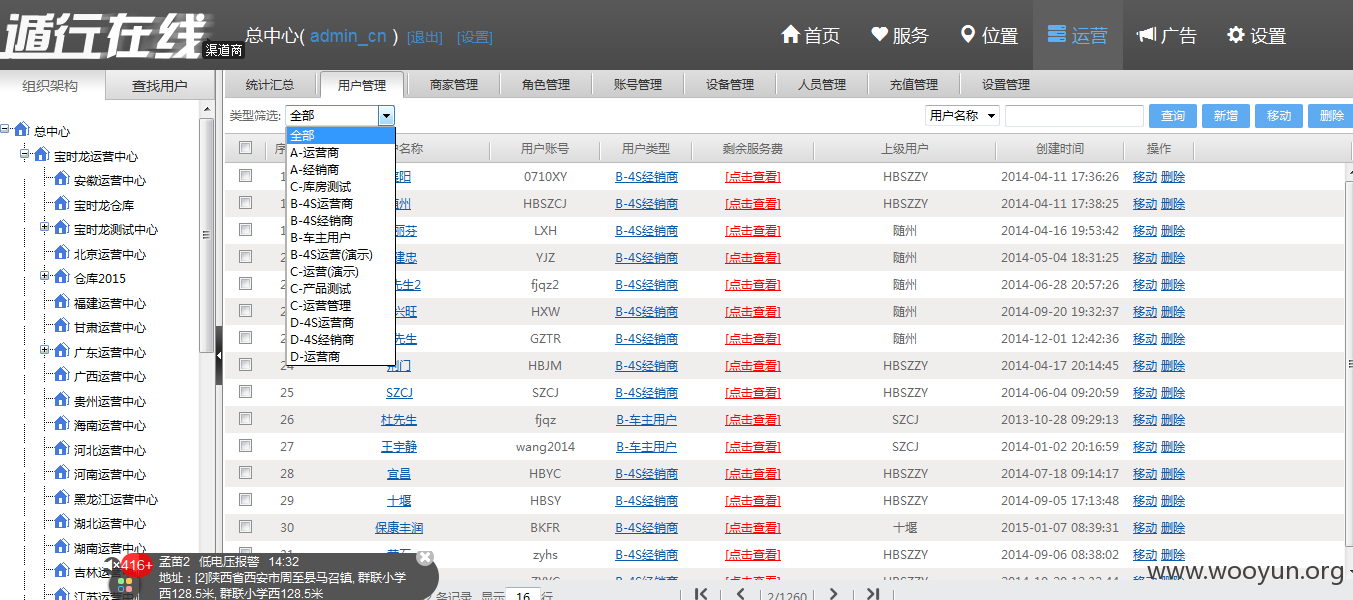 遁行在线 渠道商
总中心( admin_cn ) [退出] [设置]
首页 服务 位置 运营 广告 设置
组织架构 查找用户
统计汇总 用户管理 商家管理 角色管理 账号管理 设备管理 人员管理 充值管理 设置管理
类型筛选: 全部 用户名称 查询 新增 移动 删除
总中心
宝时龙运营中心
安徽运营中心
宝时龙仓库
宝时龙测试中心
北京运营中心
仓库2015
福建运营中心
甘肃运营中心
广东运营中心
广西运营中心
贵州运营中心
海南运营中心
河北运营中心
河南运营中心
黑龙江运营中心
湖北运营中心
湖南运营中心
吉林
江苏运营中心
全部
A-运营商
A-经销商
C-库房测试
B-4S运营商
B-4S经销商
B-车主用户
B-4S运营(演示)
C-运营(演示)
C-产品测试
C-运营管理
D-4S运营商
D-4S经销商
D-运营商
名称 用户账号 用户类型 剩余服务费 上级用户 创建时间 操作
阳 0710XY B-4S经销商 [点击查看] HBSZZY 2014-04-11 17:36:26 移动 删除
州 HBSZCJ B-4S经销商 [点击查看] HBSZZY 2014-04-11 17:38:25 移动 删除
丽芬 LXH B-4S经销商 [点击查看] 随州 2014-04-16 19:53:42 移动 删除
建忠 YJZ B-4S经销商 [点击查看] 随州 2014-05-04 18:31:25 移动 删除
先生2 fjqz2 B-4S经销商 [点击查看] 随州 2014-06-28 20:57:26 移动 删除
兴旺 HXW B-4S经销商 [点击查看] 随州 2014-09-20 19:32:37 移动 删除
先生 GZTR B-4S经销商 [点击查看] 随州 2014-12-01 12:42:36 移动 删除
24 荆门 HBJM B-4S经销商 [点击查看] HBSZZY 2014-04-17 20:14:45 移动 删除
25 SZCJ SZCJ B-4S经销商 [点击查看] HBSZZY 2014-06-04 09:20:59 移动 删除
26 杜先生 fjqz B-车主用户 [点击查看] SZCJ 2013-10-28 09:29:13 移动 删除
27 王宇静 wang2014 B-车主用户 [点击查看] SZCJ 2014-01-02 20:16:59 移动 删除
28 宜昌 HBYC B-4S经销商 [点击查看] HBSZZY 2014-07-18 09:14:17 移动 删除
29 十堰 HBSY B-4S经销商 [点击查看] HBSZZY 2014-09-05 17:13:48 移动 删除
30 保康丰润 BKFR B-4S经销商 [点击查看] 十堰 2015-01-07 08:39:31 移动 删除
31 黄石 zyhs B-4S经销商 [点击查看] HBSZZY 2014-09-06 08:38:02 移动 删除
×416+ 孟苗2 低电压报警 14:32
地址：[2]陕西省西安市周至县马召镇, 群联小学
西128.5米, 群联小学西128.5米
条记录 显示 16 行 2/1260
www.wooyun.org